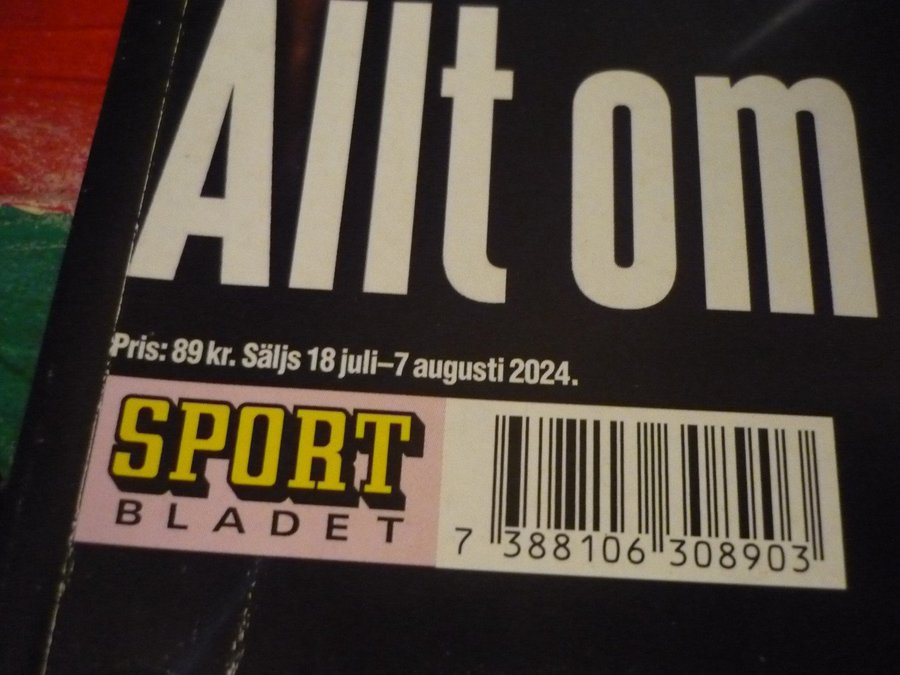 Allt om
Pris: 89 kr. Säljs 18 juli–7 augusti 2024.
SPORT
BLADET
7 388106 308903